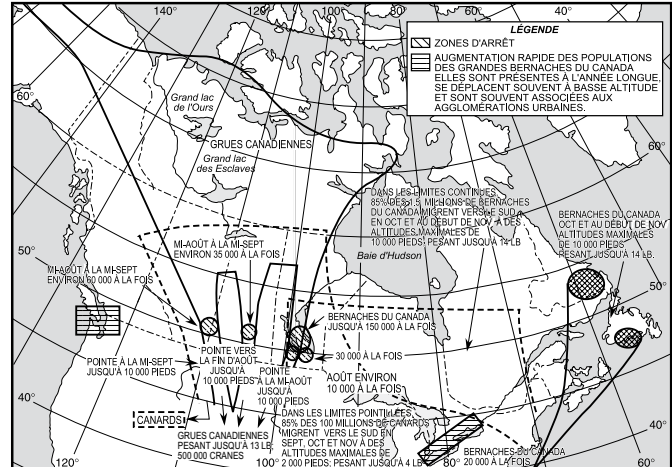 140°
120°
100°
80°
60°
40°
LÉGENDE
ZONES D'ARRÊT
AUGMENTATION RAPIDE DES POPULATIONS
DES GRANDES BERNACHES DU CANADA
ELLES SONT PRÉSENTES À L'ANNÉE LONGUE,
SE DÉPLACENT SOUVENT À BASSE ALTITUDE
ET SONT SOUVENT ASSOCIÉES AUX
AGGLOMÉRATIONS URBAINES.
60°
60°
Grand lac
de l'Ours
GRUES CANADIENNES
Grand lac
des Esclaves
DANS LES LIMITES CONTINUES
85% DES 1.5 MILLIONS DE BERNACHES
DU CANADA MIGRENT VERS LE SUD
EN OCT ET AU DÉBUT DE NOV À DES
ALTITUDES MAXIMALES DE
10 000 PIEDS; PESANT JUSQU'À 14 LB
BERNACHES DU CANADA
OCT ET AU DÉBUT DE NOV
ALTITUDES MAXIMALES
DE 10 000 PIEDS
PESANT JUSQU'À 14 LB.
50°
50°
Baie d'Hudson
MI-AOÛT À LA MI-SEPT
ENVIRON 35 000 À LA FOIS
MI-AOÛT À LA MI-SEPT
ENVIRON 60 000 À LA FOIS
BERNACHES DU CANADA
JUSQU'À 150 000 À LA FOIS
30 000 À LA FOIS
POINTE À LA MI-SEPT
JUSQU'À 10 000 PIEDS
POINTE VERS
LA FIN D'AOÛT
JUSQU'À
10 000 PIEDS
POINTE
À LA MI-AOÛT
JUSQU'À
10 000 PIEDS
AOÛT ENVIRON
10 000 À LA FOIS
40°
40°
CANARDS
GRUES CANADIENNES
PESANT JUSQU'À 13 LB
500 000 CRANES
DANS LES LIMITES POINTILLÉES
85% DES 100 MILLIONS DE CANARDS
MIGRENT VERS LE SUD EN
SEPT, OCT ET NOV À DES
ALTITUDES MAXIMALES DE
2 000 PIEDS; PESANT JUSQU'À 4 LB
BERNACHES DU CANADA
20 000 À LA FOIS
120°
100°
80°
60°